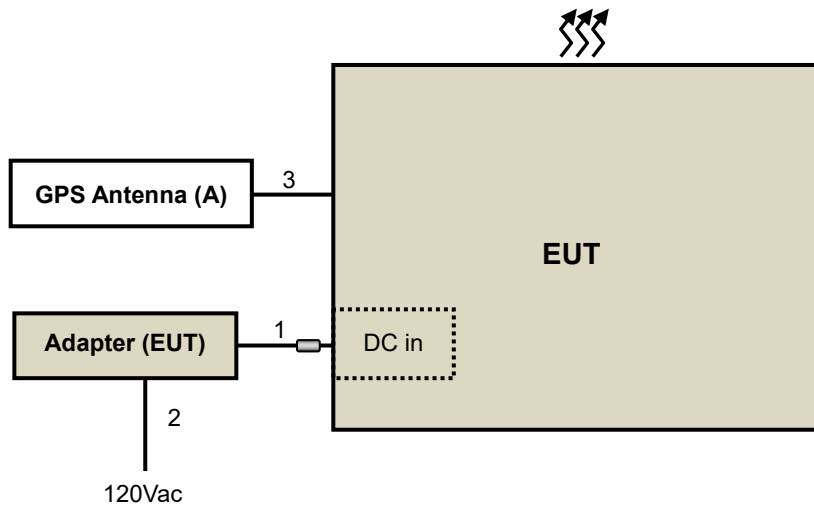 GPS Antenna (A)
3
EUT
Adapter (EUT)
1
DC in
2
120Vac